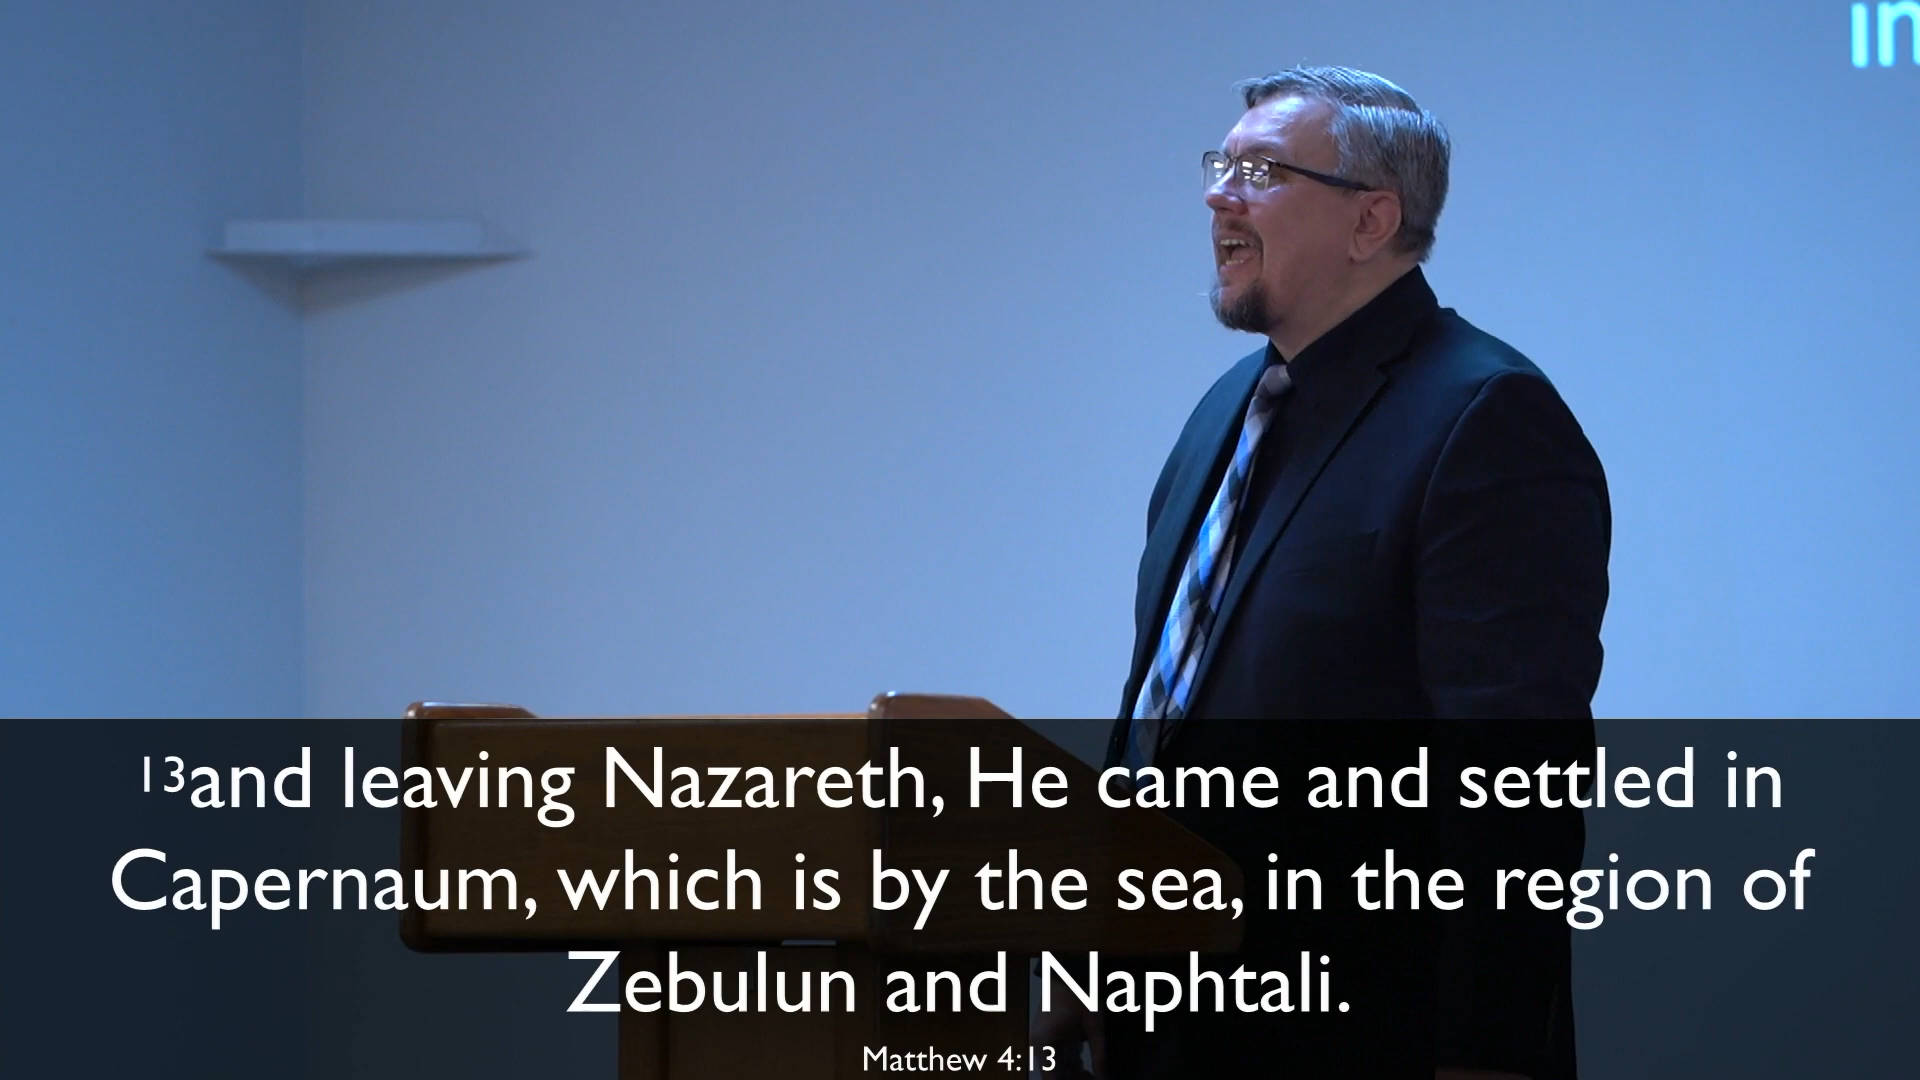 in
13and leaving Nazareth, He came and settled in
Capernaum, which is by the sea, in the region of
Zebulun and Naphtali.
Matthew 4:13